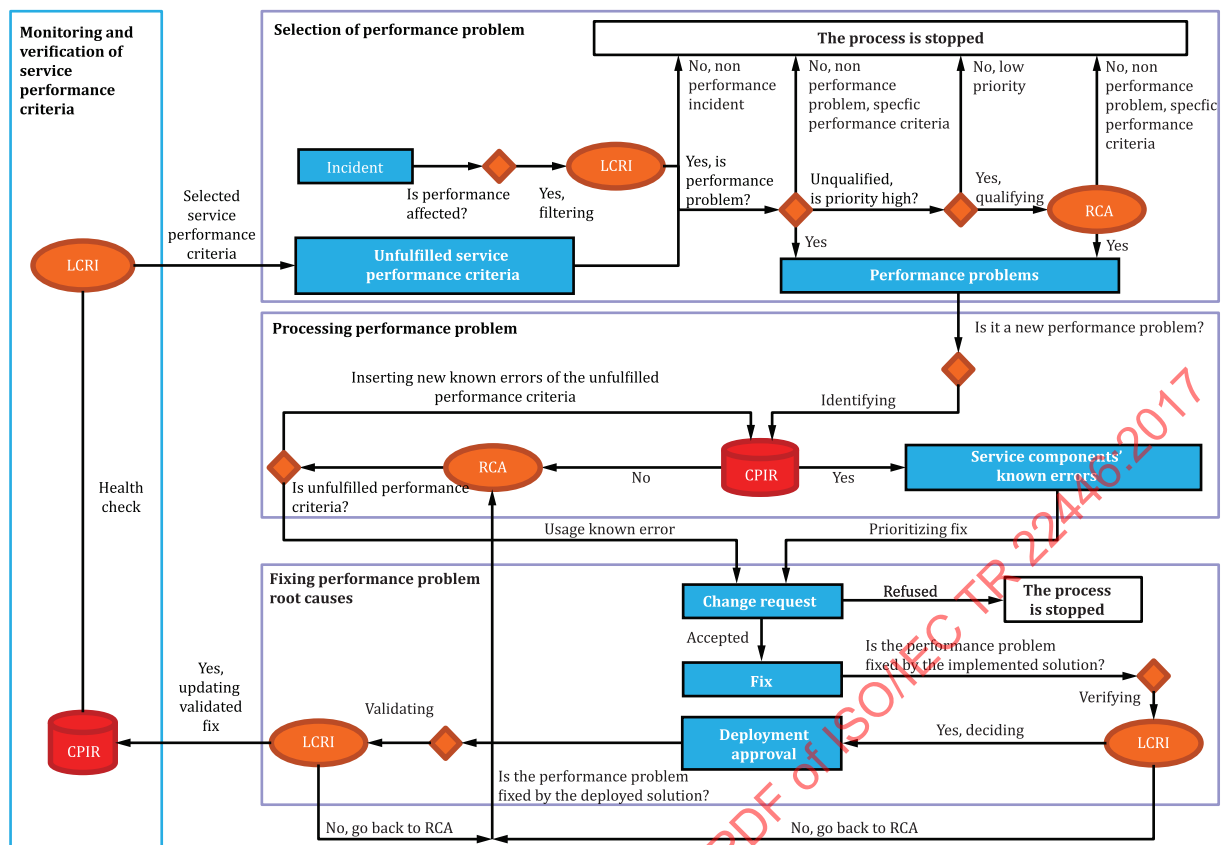 Monitoring and
verification of
service
performance
criteria
LCRI
Health
check
CPIR
Selected
service
performance
criteria
Selection of performance problem
The process is stopped
No, non
performance
incident
No, non
performance
problem, specfic
performance criteria
No, low
priority
No, non
performance
problem, specfic
performance
criteria
Incident
Is performance
affected?
Yes,
filtering
LCRI
Yes, is
performance
problem?
Unqualified,
is priority high?
Yes,
qualifying
RCA
Yes
Yes
Unfulfilled service
performance criteria
Performance problems
Processing performance problem
Is it a new performance problem?
Inserting new known errors of the unfulfilled
performance criteria
Identifying
RCA
No
CPIR
Yes
Service components'
known errors
Is unfulfilled performance
criteria?
Usage known error
Prioritizing fix
Fixing performance problem
root causes
Change request
Refused
The process
is stopped
Accepted
Is the performance problem
fixed by the implemented solution?
Fix
Verifying
Yes,
updating
validated
fix
Validating
LCRI
Deployment
approval
Yes, deciding
LCRI
Is the performance problem
fixed by the deployed solution?
No, go back to RCA
No, go back to RCA
PDF of ISO/IEC TR 22446:2017